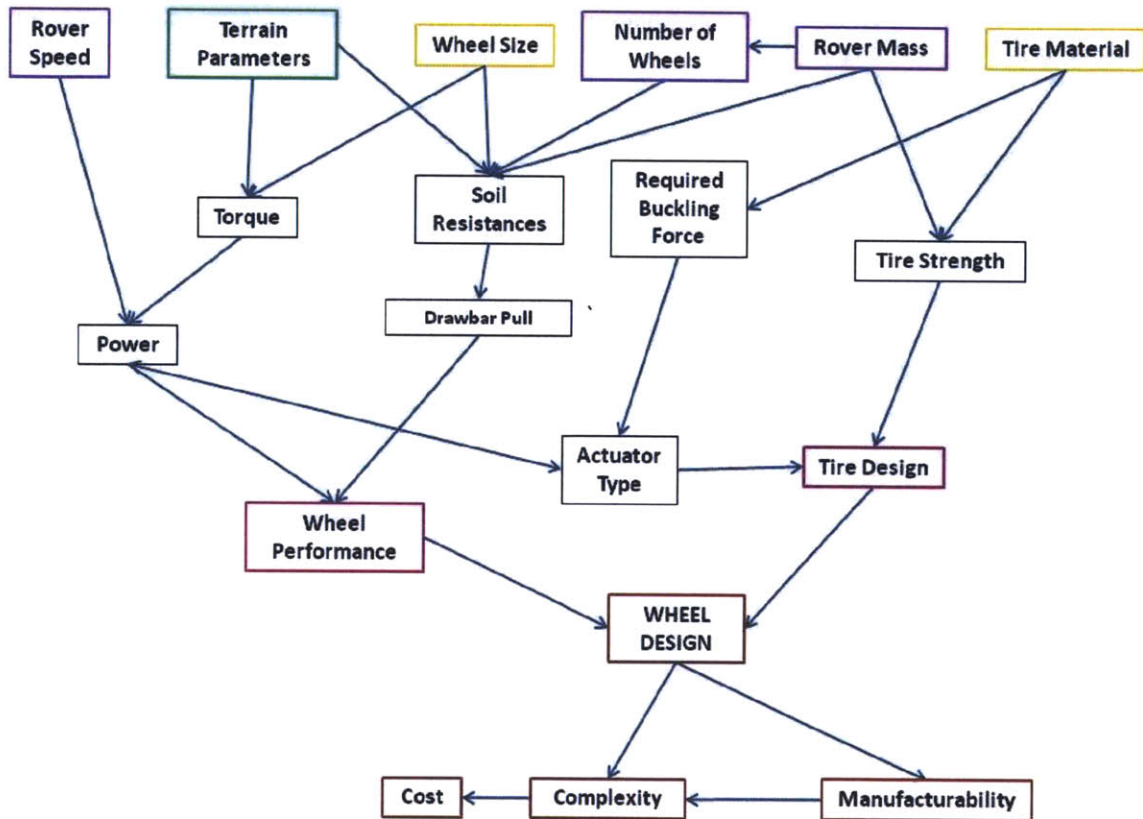 Rover
Speed
Terrain
Parameters
Wheel Size
Number of
Wheels
Rover Mass
Tire Material
Torque
Soil
Resistances
Required
Buckling
Force
Tire Strength
Power
Drawbar Pull
Actuator
Type
Tire Design
Wheel
Performance
WHEEL
DESIGN
Cost
Complexity
Manufacturability